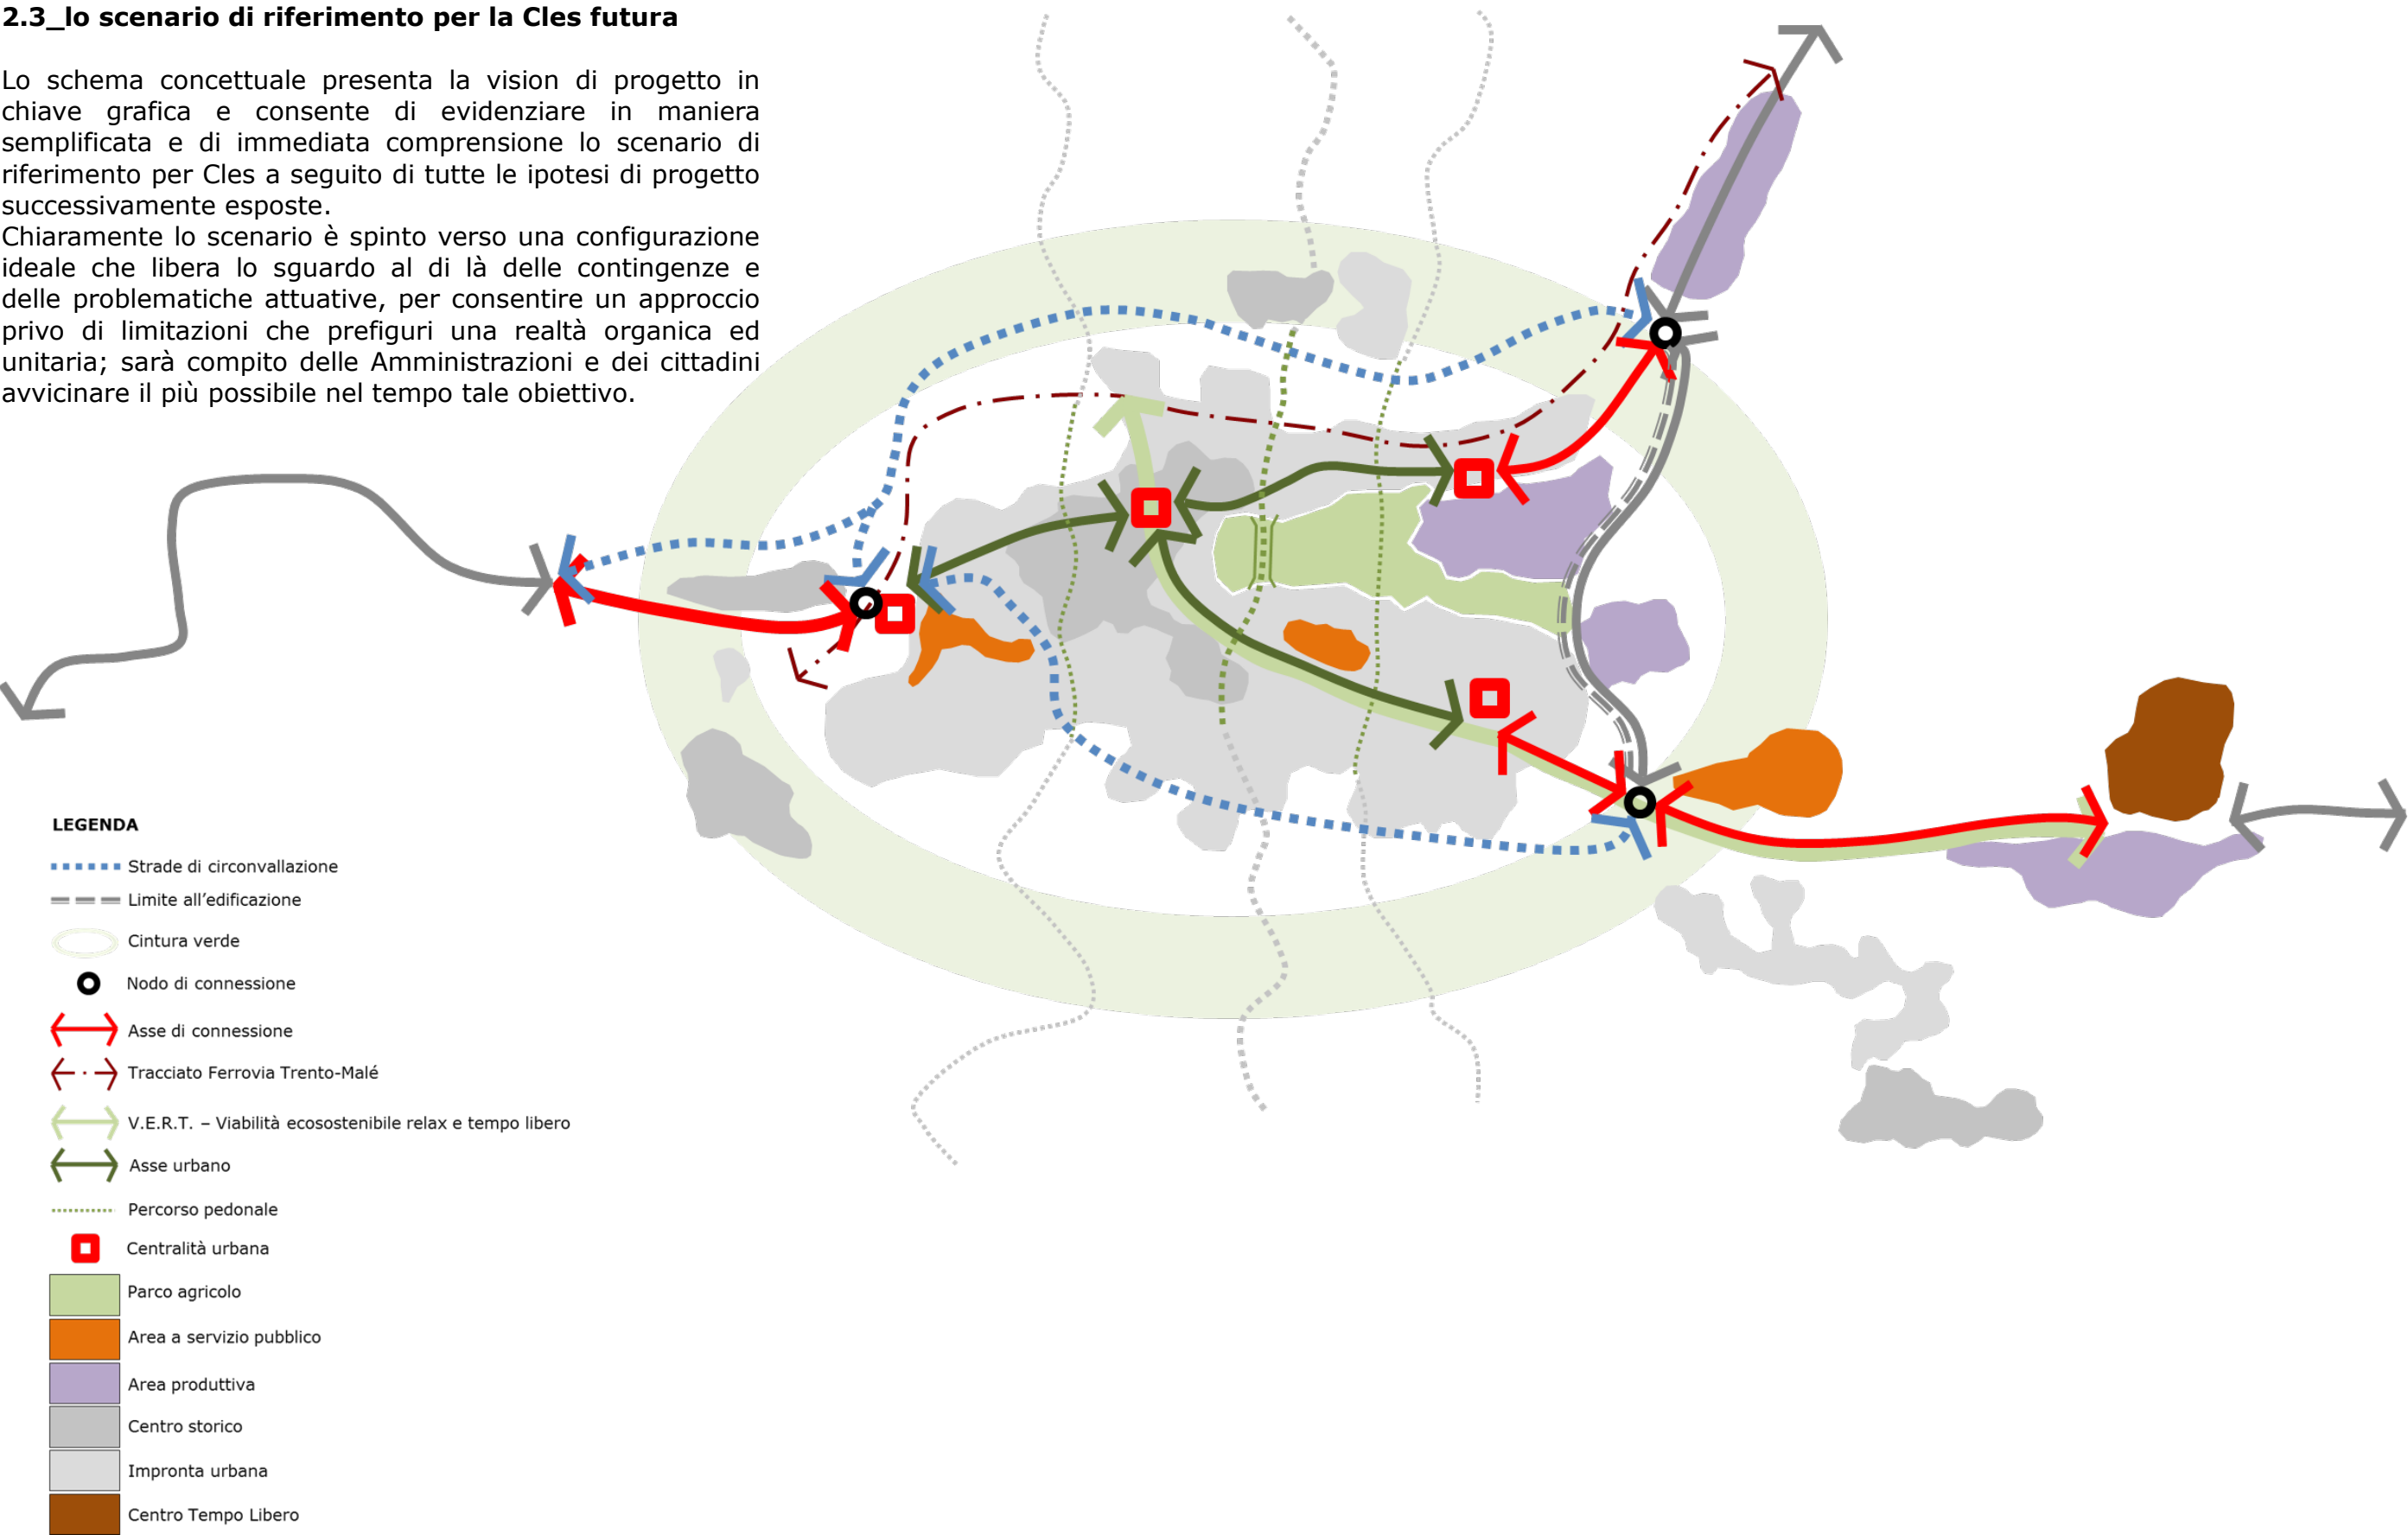 2.3_lo scenario di riferimento per la Cles futura
Lo schema concettuale presenta la vision di progetto in
chiave grafica e consente di evidenziare in maniera
semplificata e di immediata comprensione lo scenario di
riferimento per Cles a seguito di tutte le ipotesi di progetto
successivamente esposte.
Chiaramente lo scenario è spinto verso una configurazione
ideale che libera lo sguardo al di là delle contingenze e
delle problematiche attuative, per consentire un approccio
privo di limitazioni che prefiguri una realtà organica ed
unitaria; sarà compito delle Amministrazioni e dei cittadini
avvicinare il più possibile nel tempo tale obiettivo.
LEGENDA
Strade di circonvallazione
Limite all'edificazione
Cintura verde
Nodo di connessione
Asse di connessione
Tracciato Ferrovia Trento-Malé
V.E.R.T. – Viabilità ecosostenibile relax e tempo libero
Asse urbano
Percorso pedonale
Centralità urbana
Parco agricolo
Area a servizio pubblico
Area produttiva
Centro storico
Impronta urbana
Centro Tempo Libero